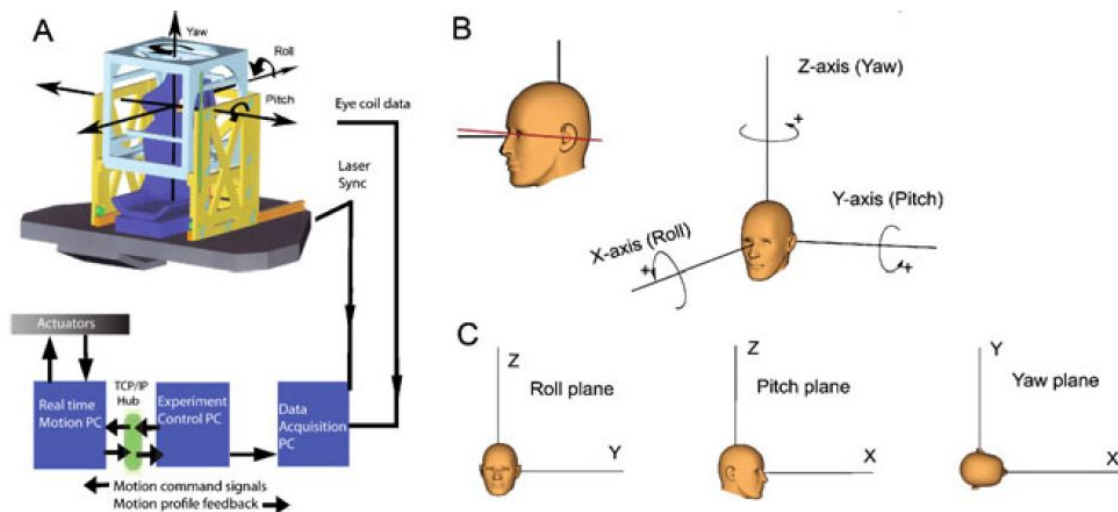 A
Yaw
Roll
Pitch
Eye coil data
Laser
Sync
Actuators
Real time
Motion PC
TCP/IP
Hub
Experiment
Control PC
Data
Acquisition
PC
Motion command signals
Motion profile feedback
B
Z-axis (Yaw)
+
Y-axis (Pitch)
+
X-axis (Roll)
+
C
Z
Roll plane
Y
Z
Pitch plane
X
Y
Yaw plane
X